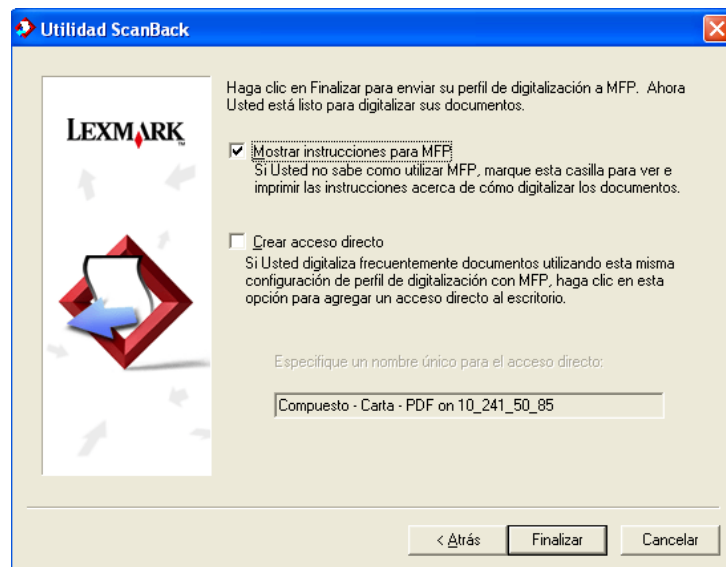 Utilidad ScanBack
LEXMARK
TM
Haga clic en Finalizar para enviar su perfil de digitalización a MFP. Ahora
Usted está listo para digitalizar sus documentos.
Mostrar instrucciones para MFP
Si Usted no sabe como utilizar MFP, marque esta casilla para ver e
imprimir las instrucciones acerca de cómo digitalizar los documentos.
Crear acceso directo
Si Usted digitaliza frecuentemente documentos utilizando esta misma
configuración de perfil de digitalización con MFP, haga clic en esta
opción para agregar un acceso directo al escritorio.
Especifique un nombre único para el acceso directo:
Compuesto - Carta - PDF on 10_241_50_85
< Atrás
Finalizar
Cancelar